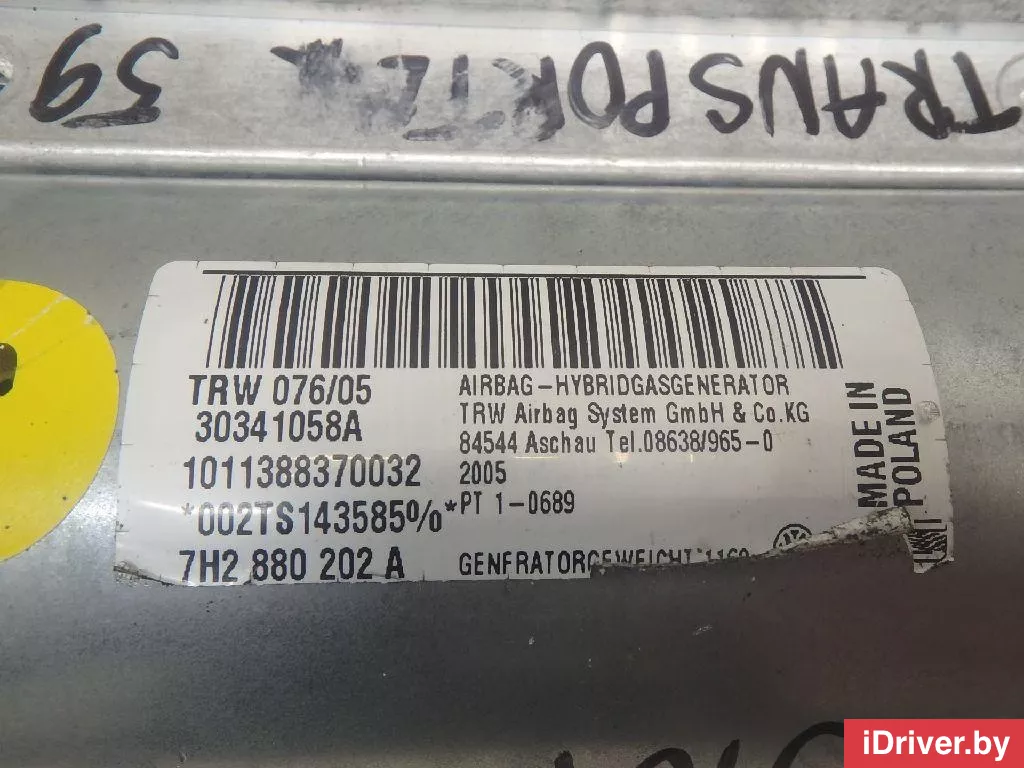 TRANSPORTER 59
TRW 076/05
30341058A
1011388370032
*002TS143585%*
7H2 880 202 A
AIRBAG-HYBRIDGASGENERATOR
TRW Airbag System GmbH & Co.KG
84544 Aschau Tel.08638/965-0
2005
PT 1-0689
MADE IN
POLAND
iDriver.by